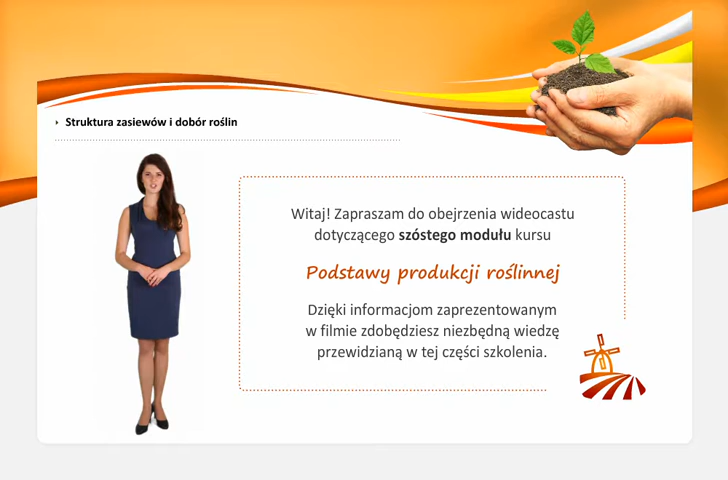 Struktura zasiewów i dobór roślin
Witaj! Zapraszam do obejrzenia wideocastu
dotyczącego szóstego modułu kursu
Podstawy produkcji roślinnej
Dzięki informacjom zaprezentowanym
w filmie zdobędziesz niezbędną wiedzę
przewidzianą w tej części szkolenia.